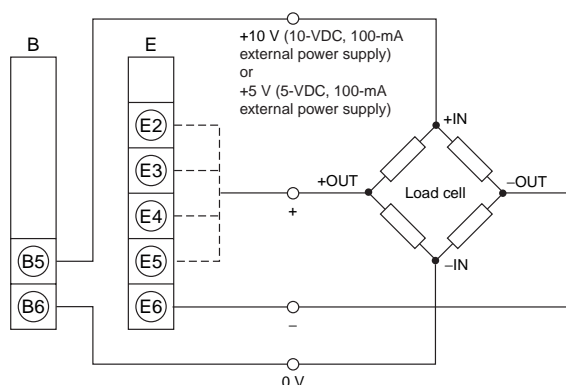 B
E
+10 V (10-VDC, 100-mA
external power supply)
or
+5 V (5-VDC, 100-mA
external power supply)
E2
+IN
E3
+OUT
Load cell
−OUT
E4
+
B5
E5
−IN
B6
E6
−
0 V